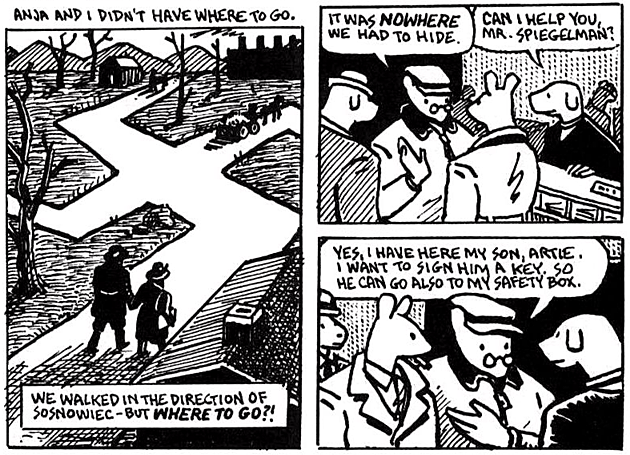 ANJA AND I DIDN'T HAVE WHERE TO GO.
WE WALKED IN THE DIRECTION OF
SOSNOWIEC - BUT WHERE TO GO?!
IT WAS NOWHERE
WE HAD TO HIDE.
CAN I HELP YOU,
MR. SPIEGELMAN?
YES, I HAVE HERE MY SON, ARTIE.
I WANT TO SIGN HIM A KEY, SO
HE CAN GO ALSO TO MY SAFETY BOX.